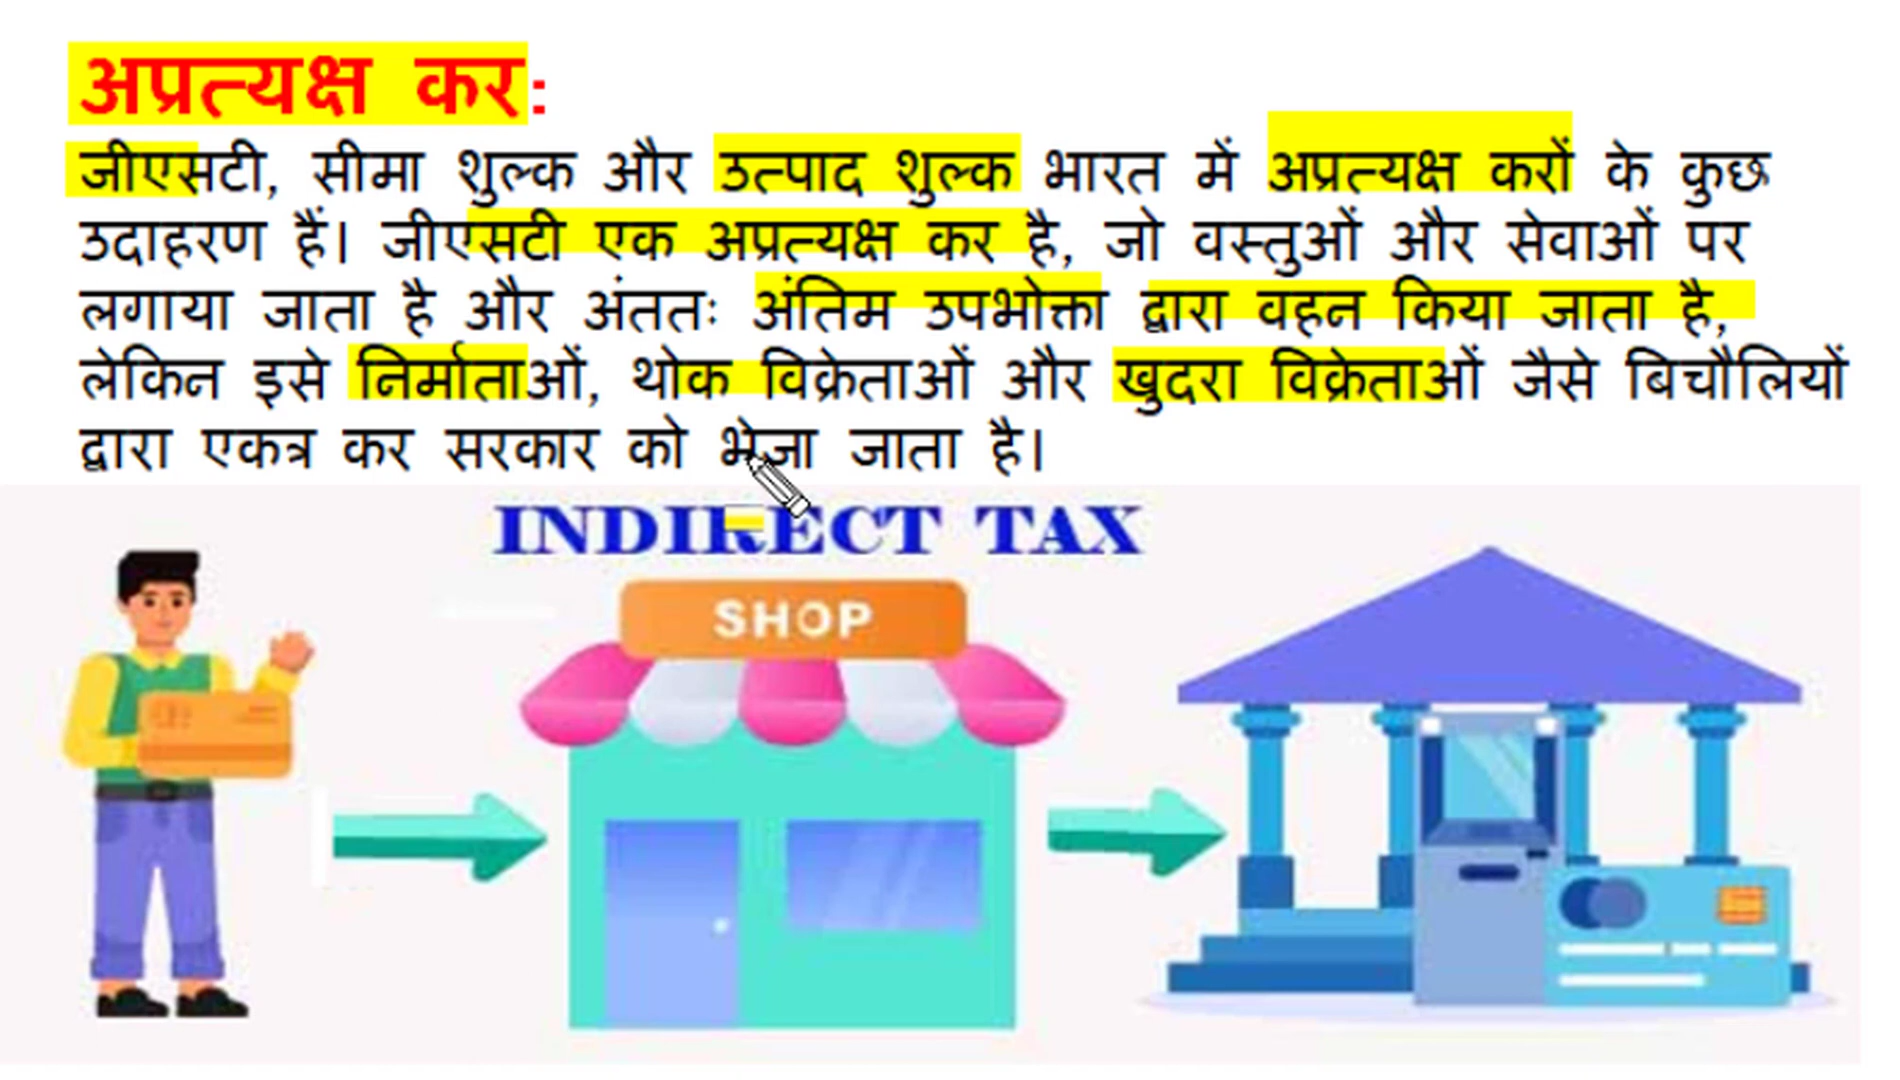 अप्रत्यक्ष कर:
जीएसटी, सीमा शुल्क और उत्पाद शुल्क भारत में अप्रत्यक्ष करों के कुछ
उदाहरण हैं। जीएसटी एक अप्रत्यक्ष कर है, जो वस्तुओं और सेवाओं पर
लगाया जाता है और अंततः अंतिम उपभोक्ता द्वारा वहन किया जाता है,
लेकिन इसे निर्माताओं, थोक विक्रेताओं और खुदरा विक्रेताओं जैसे बिचौलियों
द्वारा एकत्र कर सरकार को भेजा जाता है।
INDIRECT TAX
SHOP